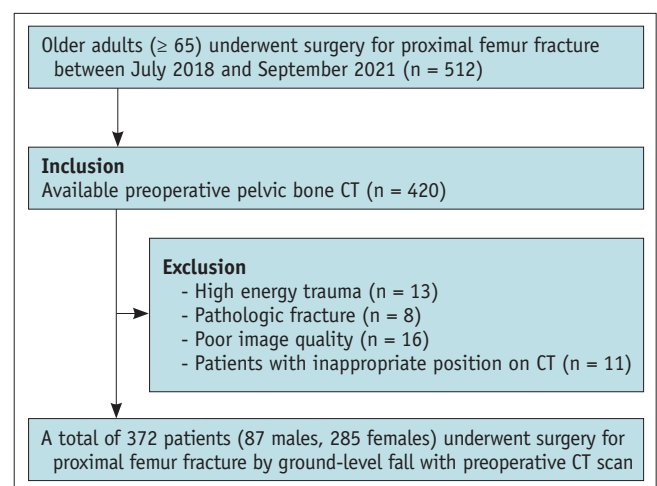 Older adults (≥ 65) underwent surgery for proximal femur fracture
between July 2018 and September 2021 (n = 512)
Inclusion
Available preoperative pelvic bone CT (n = 420)
Exclusion
- High energy trauma (n = 13)
- Pathologic fracture (n = 8)
- Poor image quality (n = 16)
- Patients with inappropriate position on CT (n = 11)
A total of 372 patients (87 males, 285 females) underwent surgery for
proximal femur fracture by ground-level fall with preoperative CT scan